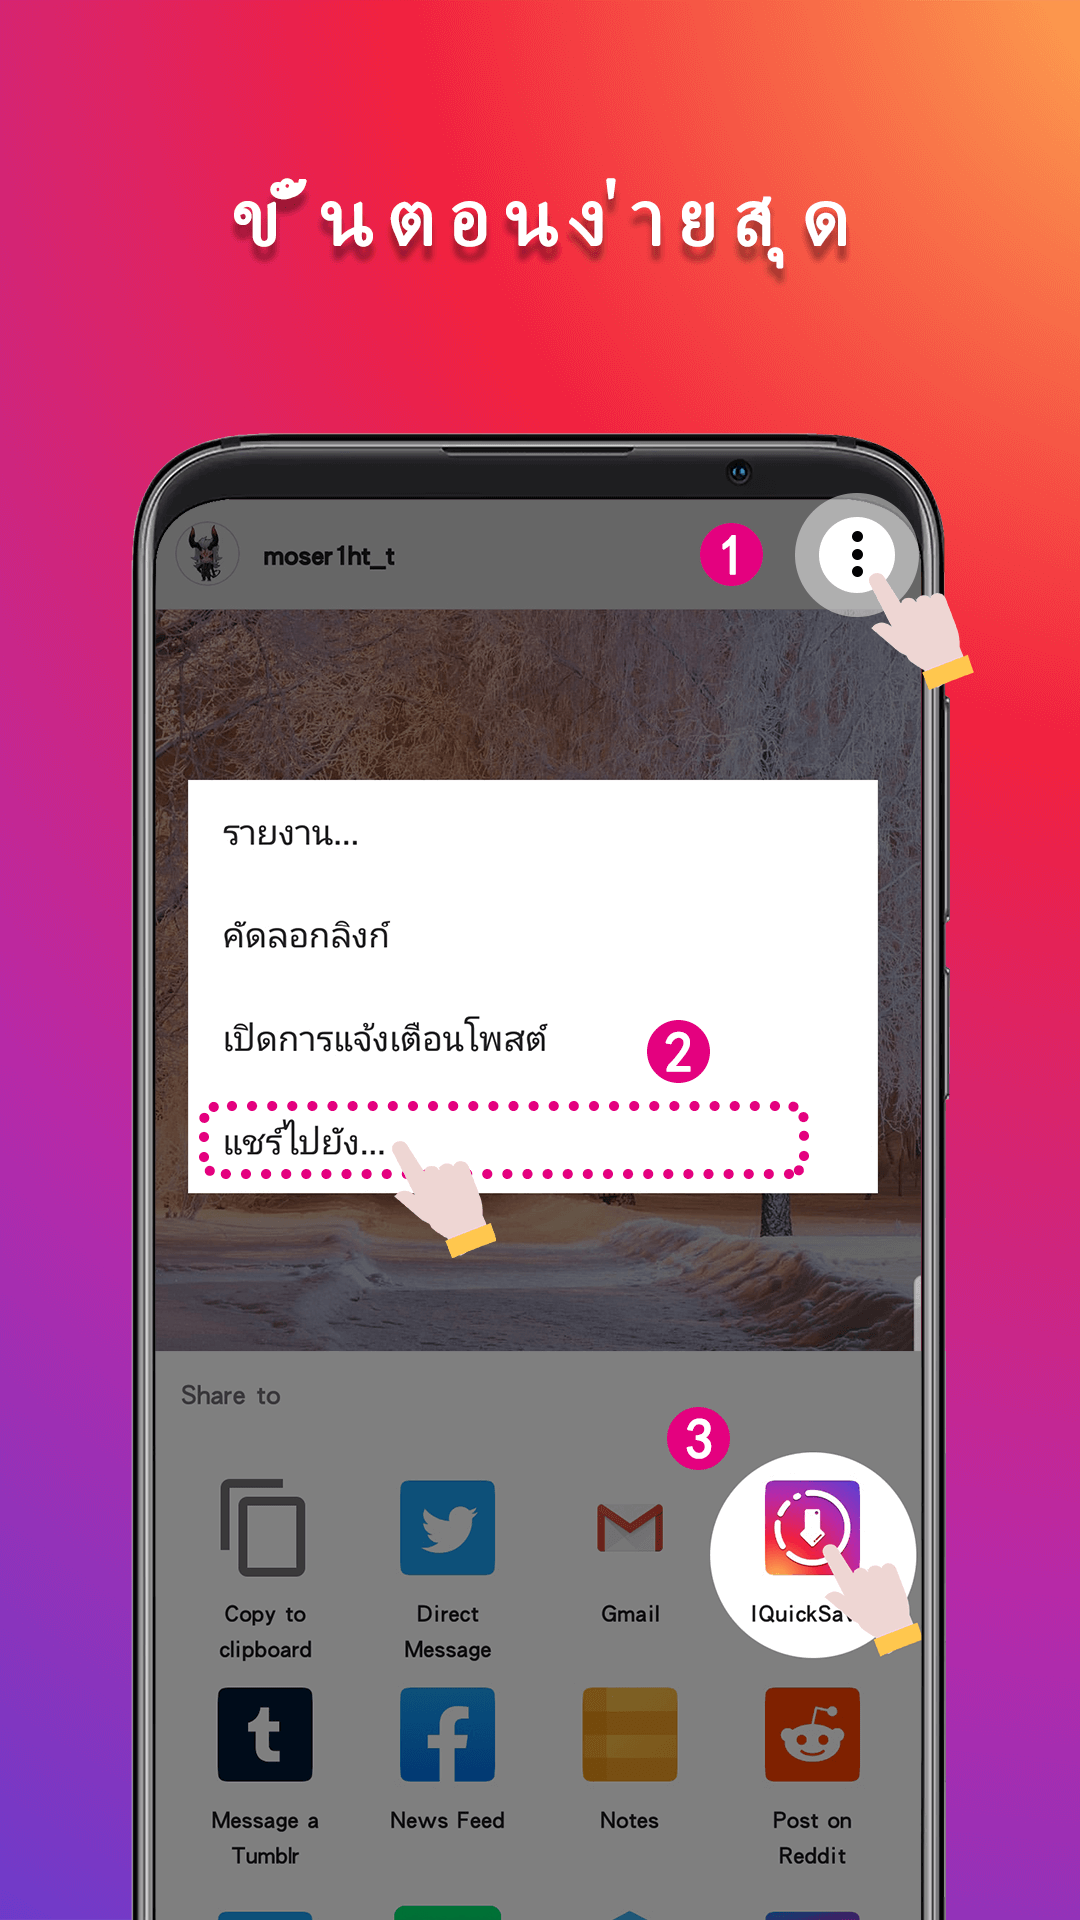 ขั้นตอนง่ายสุด
moser1ht_t
1
รายงาน...
คัดลอกลิงก์
เปิดการแจ้งเตือนโพสต์
2
แชร์ไปยัง...
Share to
3
Copy to
clipboard
Direct
Message
Gmail
Message a
Tumblr
News Feed
Notes
Post on
Reddit